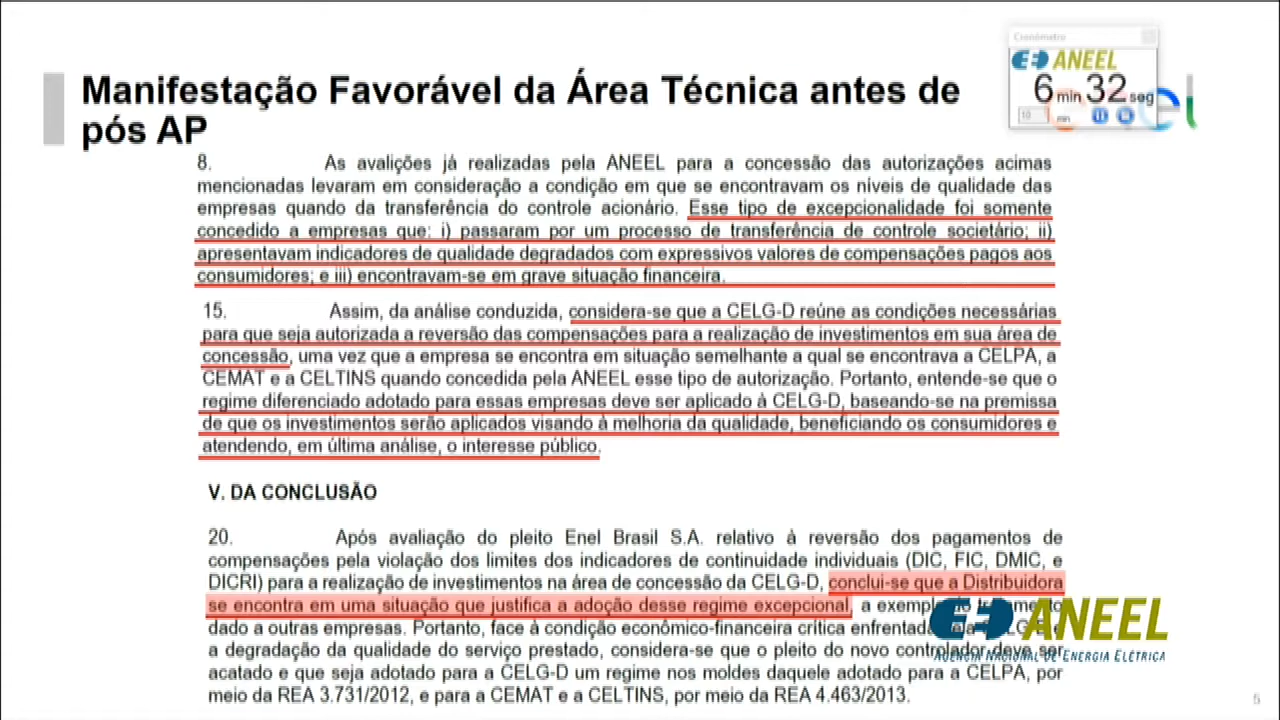 Cronômetro
ANEEL
6 min 32 seg
10 min
Manifestação Favorável da Área Técnica antes de
pós AP
8. As avalições já realizadas pela ANEEL para a concessão das autorizações acimas
mencionadas levaram em consideração a condição em que se encontravam os níveis de qualidade das
empresas quando da transferência do controle acionário. Esse tipo de excepcionalidade foi somente
concedido a empresas que: i) passaram por um processo de transferência de controle societário; ii)
apresentavam indicadores de qualidade degradados com expressivos valores de compensações pagos aos
consumidores; e iii) encontravam-se em grave situação financeira.
15. Assim, da análise conduzida, considera-se que a CELG-D reúne as condições necessárias
para que seja autorizada a reversão das compensações para a realização de investimentos em sua área de
concessão, uma vez que a empresa se encontra em situação semelhante a qual se encontrava a CELPA, a
CEMAT e a CELTINS quando concedida pela ANEEL esse tipo de autorização. Portanto, entende-se que o
regime diferenciado adotado para essas empresas deve ser aplicado à CELG-D, baseando-se na premissa
de que os investimentos serão aplicados visando à melhoria da qualidade, beneficiando os consumidores e
atendendo, em última análise, o interesse público.
V. DA CONCLUSÃO
20. Após avaliação do pleito Enel Brasil S.A. relativo à reversão dos pagamentos de
compensações pela violação dos limites dos indicadores de continuidade individuais (DIC, FIC, DMIC, e
DICRI) para a realização de investimentos na área de concessão da CELG-D, conclui-se que a Distribuidora
se encontra em uma situação que justifica a adoção desse regime excepcional, a exemplo
dado a outras empresas. Portanto, face à condição econômico-financeira crítica enfrentada
a degradação da qualidade do serviço prestado, considera-se que o pleito do novo controlador deve ser
acatado e que seja adotado para a CELG-D um regime nos moldes daquele adotado para a CELPA, por
meio da REA 3.731/2012, e para a CEMAT e a CELTINS, por meio da REA 4.463/2013.
ANEEL
AGÊNCIA NACIONAL DE ENERGIA ELÉTRICA